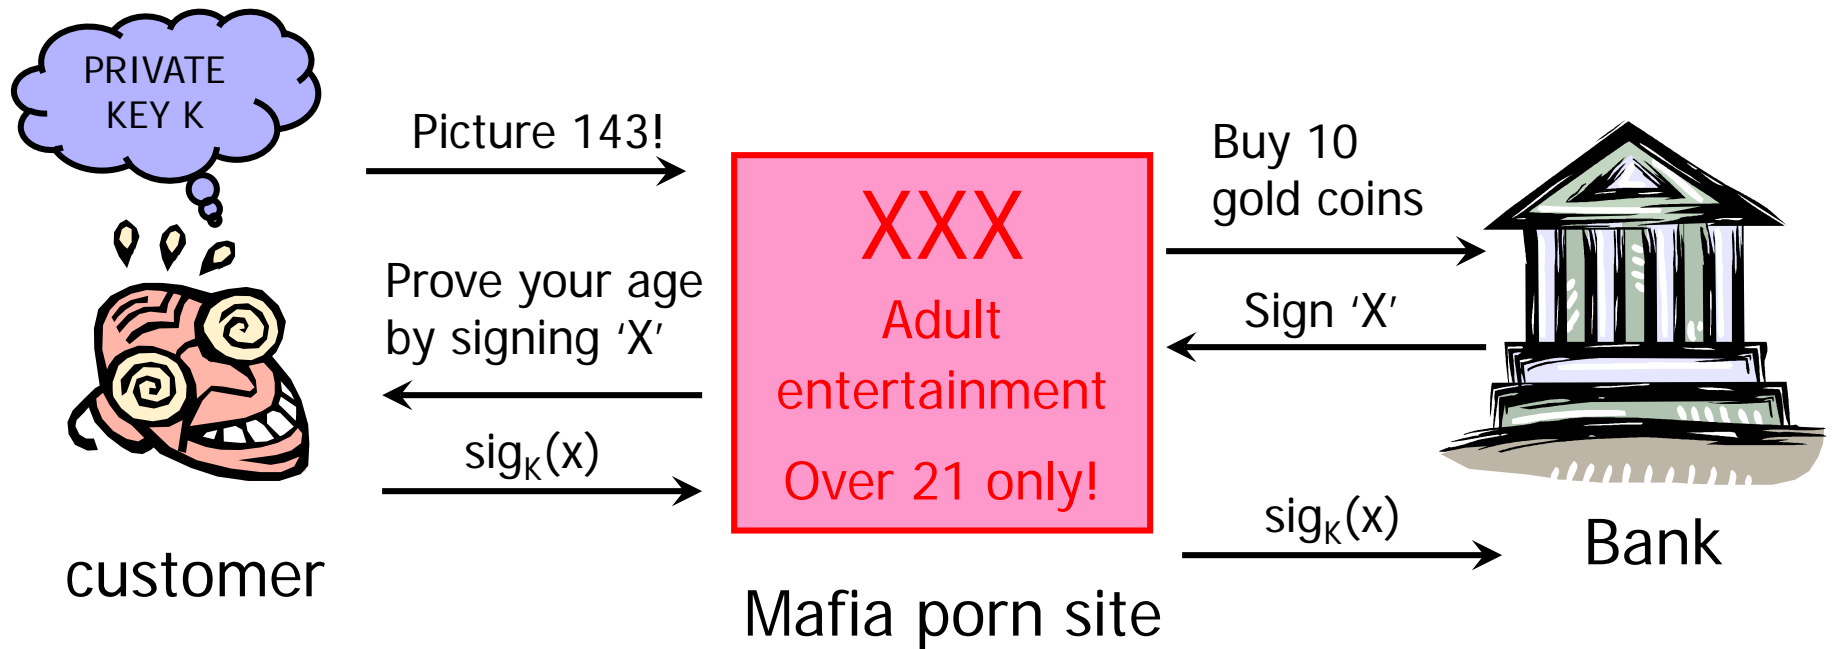 PRIVATE
KEY K
Picture 143!
Prove your age
by signing ‘X’
sigK(x)
customer
XXX
Adult
entertainment
Over 21 only!
Mafia porn site
Buy 10
gold coins
Sign ‘X’
sigK(x)
Bank